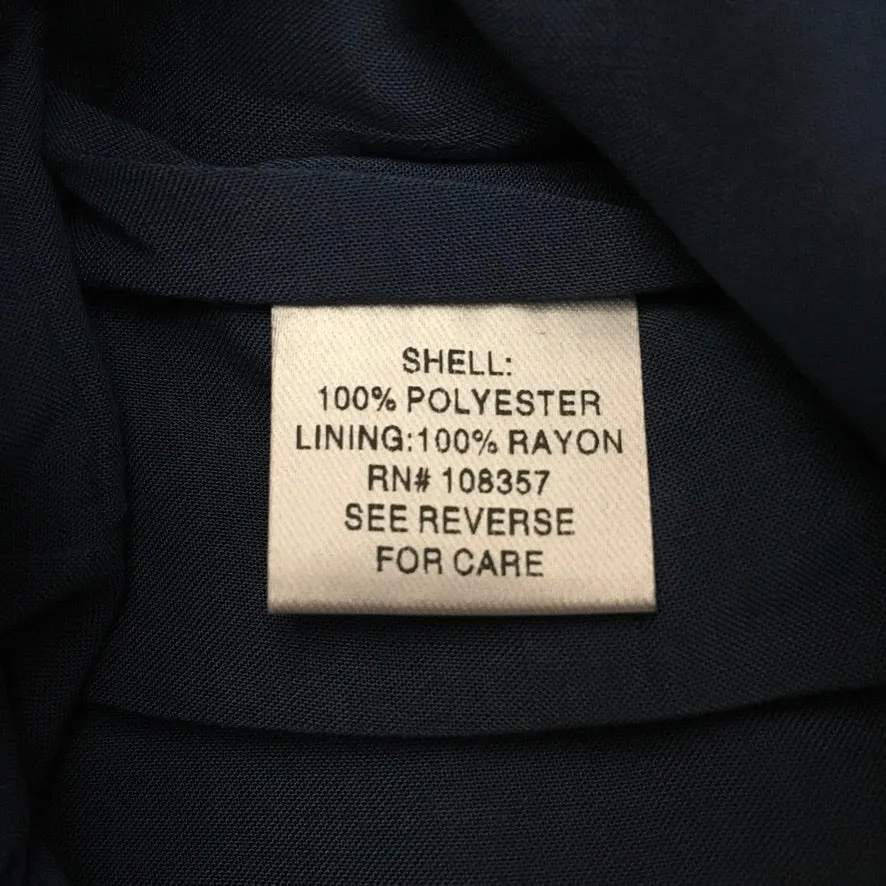 SHELL:
100% POLYESTER
LINING:100% RAYON
RN# 108357
SEE REVERSE
FOR CARE